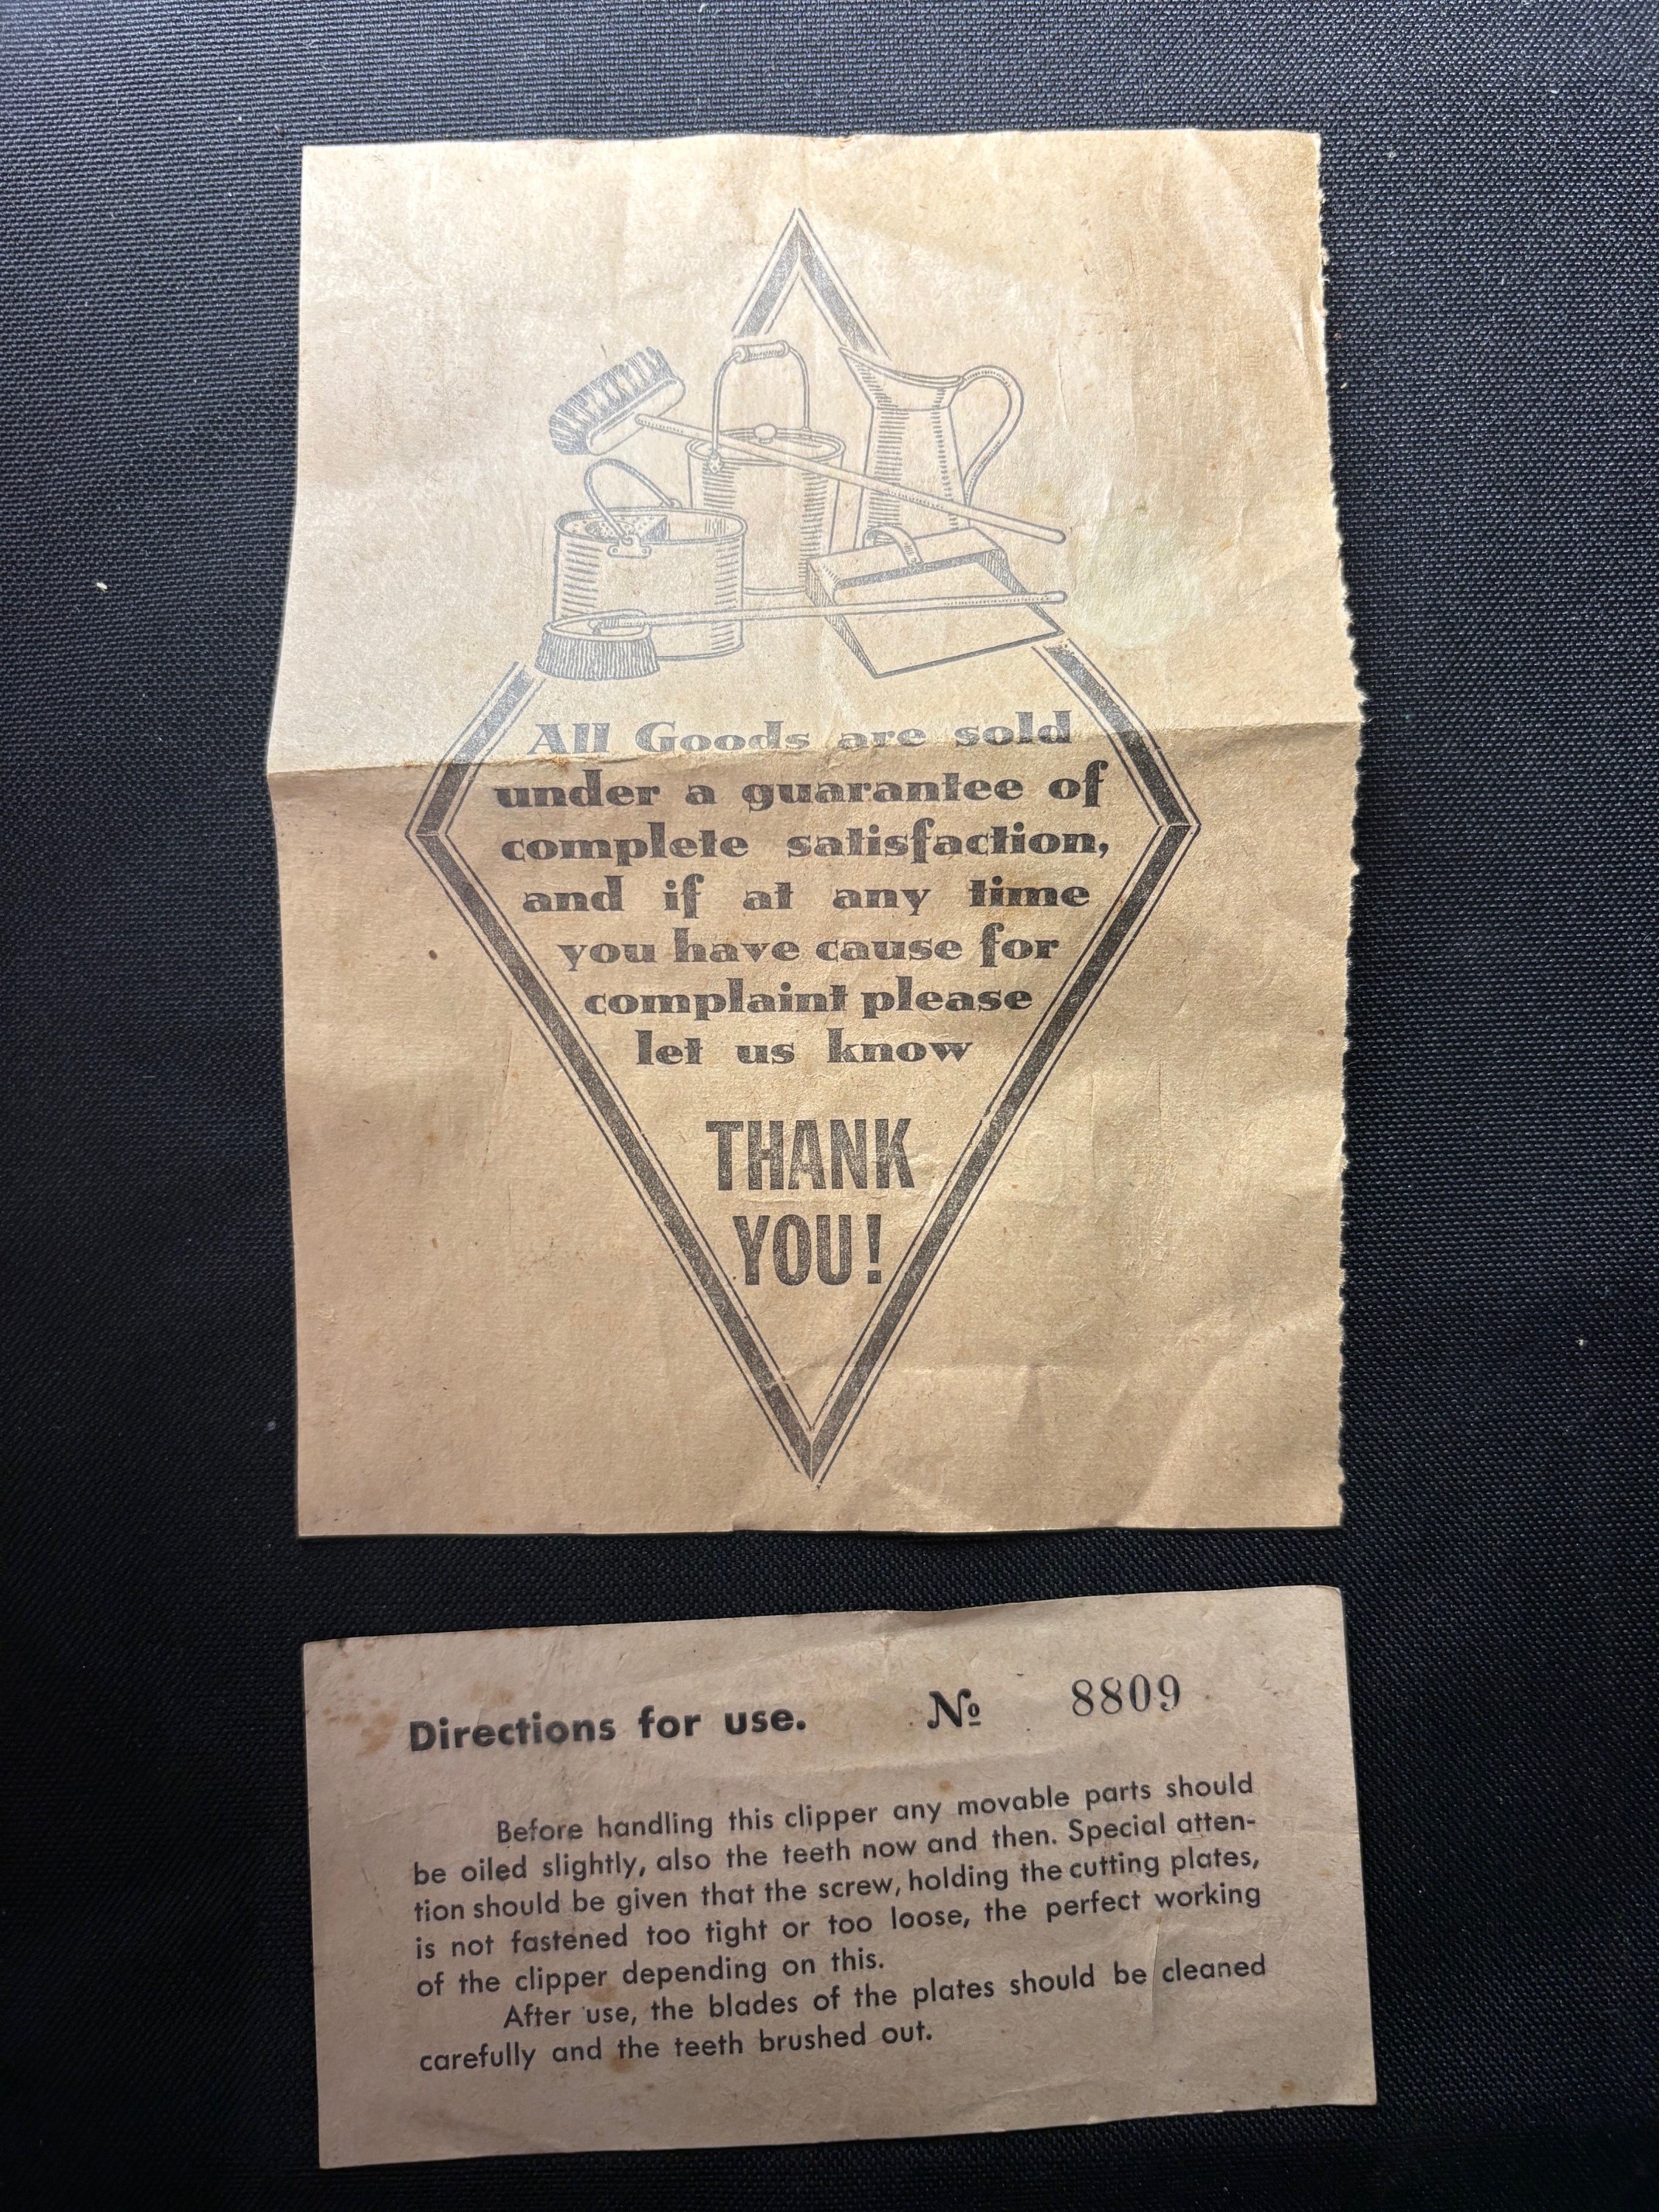 All Goods are sold
under a guarantee of
complete satisfaction,
and if at any time
you have cause for
complaint please
let us know
THANK
YOU!
Directions for use. № 8809
Before handling this clipper any movable parts should
be oiled slightly, also the teeth now and then. Special atten-
tion should be given that the screw, holding the cutting plates,
is not fastened too tight or too loose, the perfect working
of the clipper depending on this.
After use, the blades of the plates should be cleaned
carefully and the teeth brushed out.